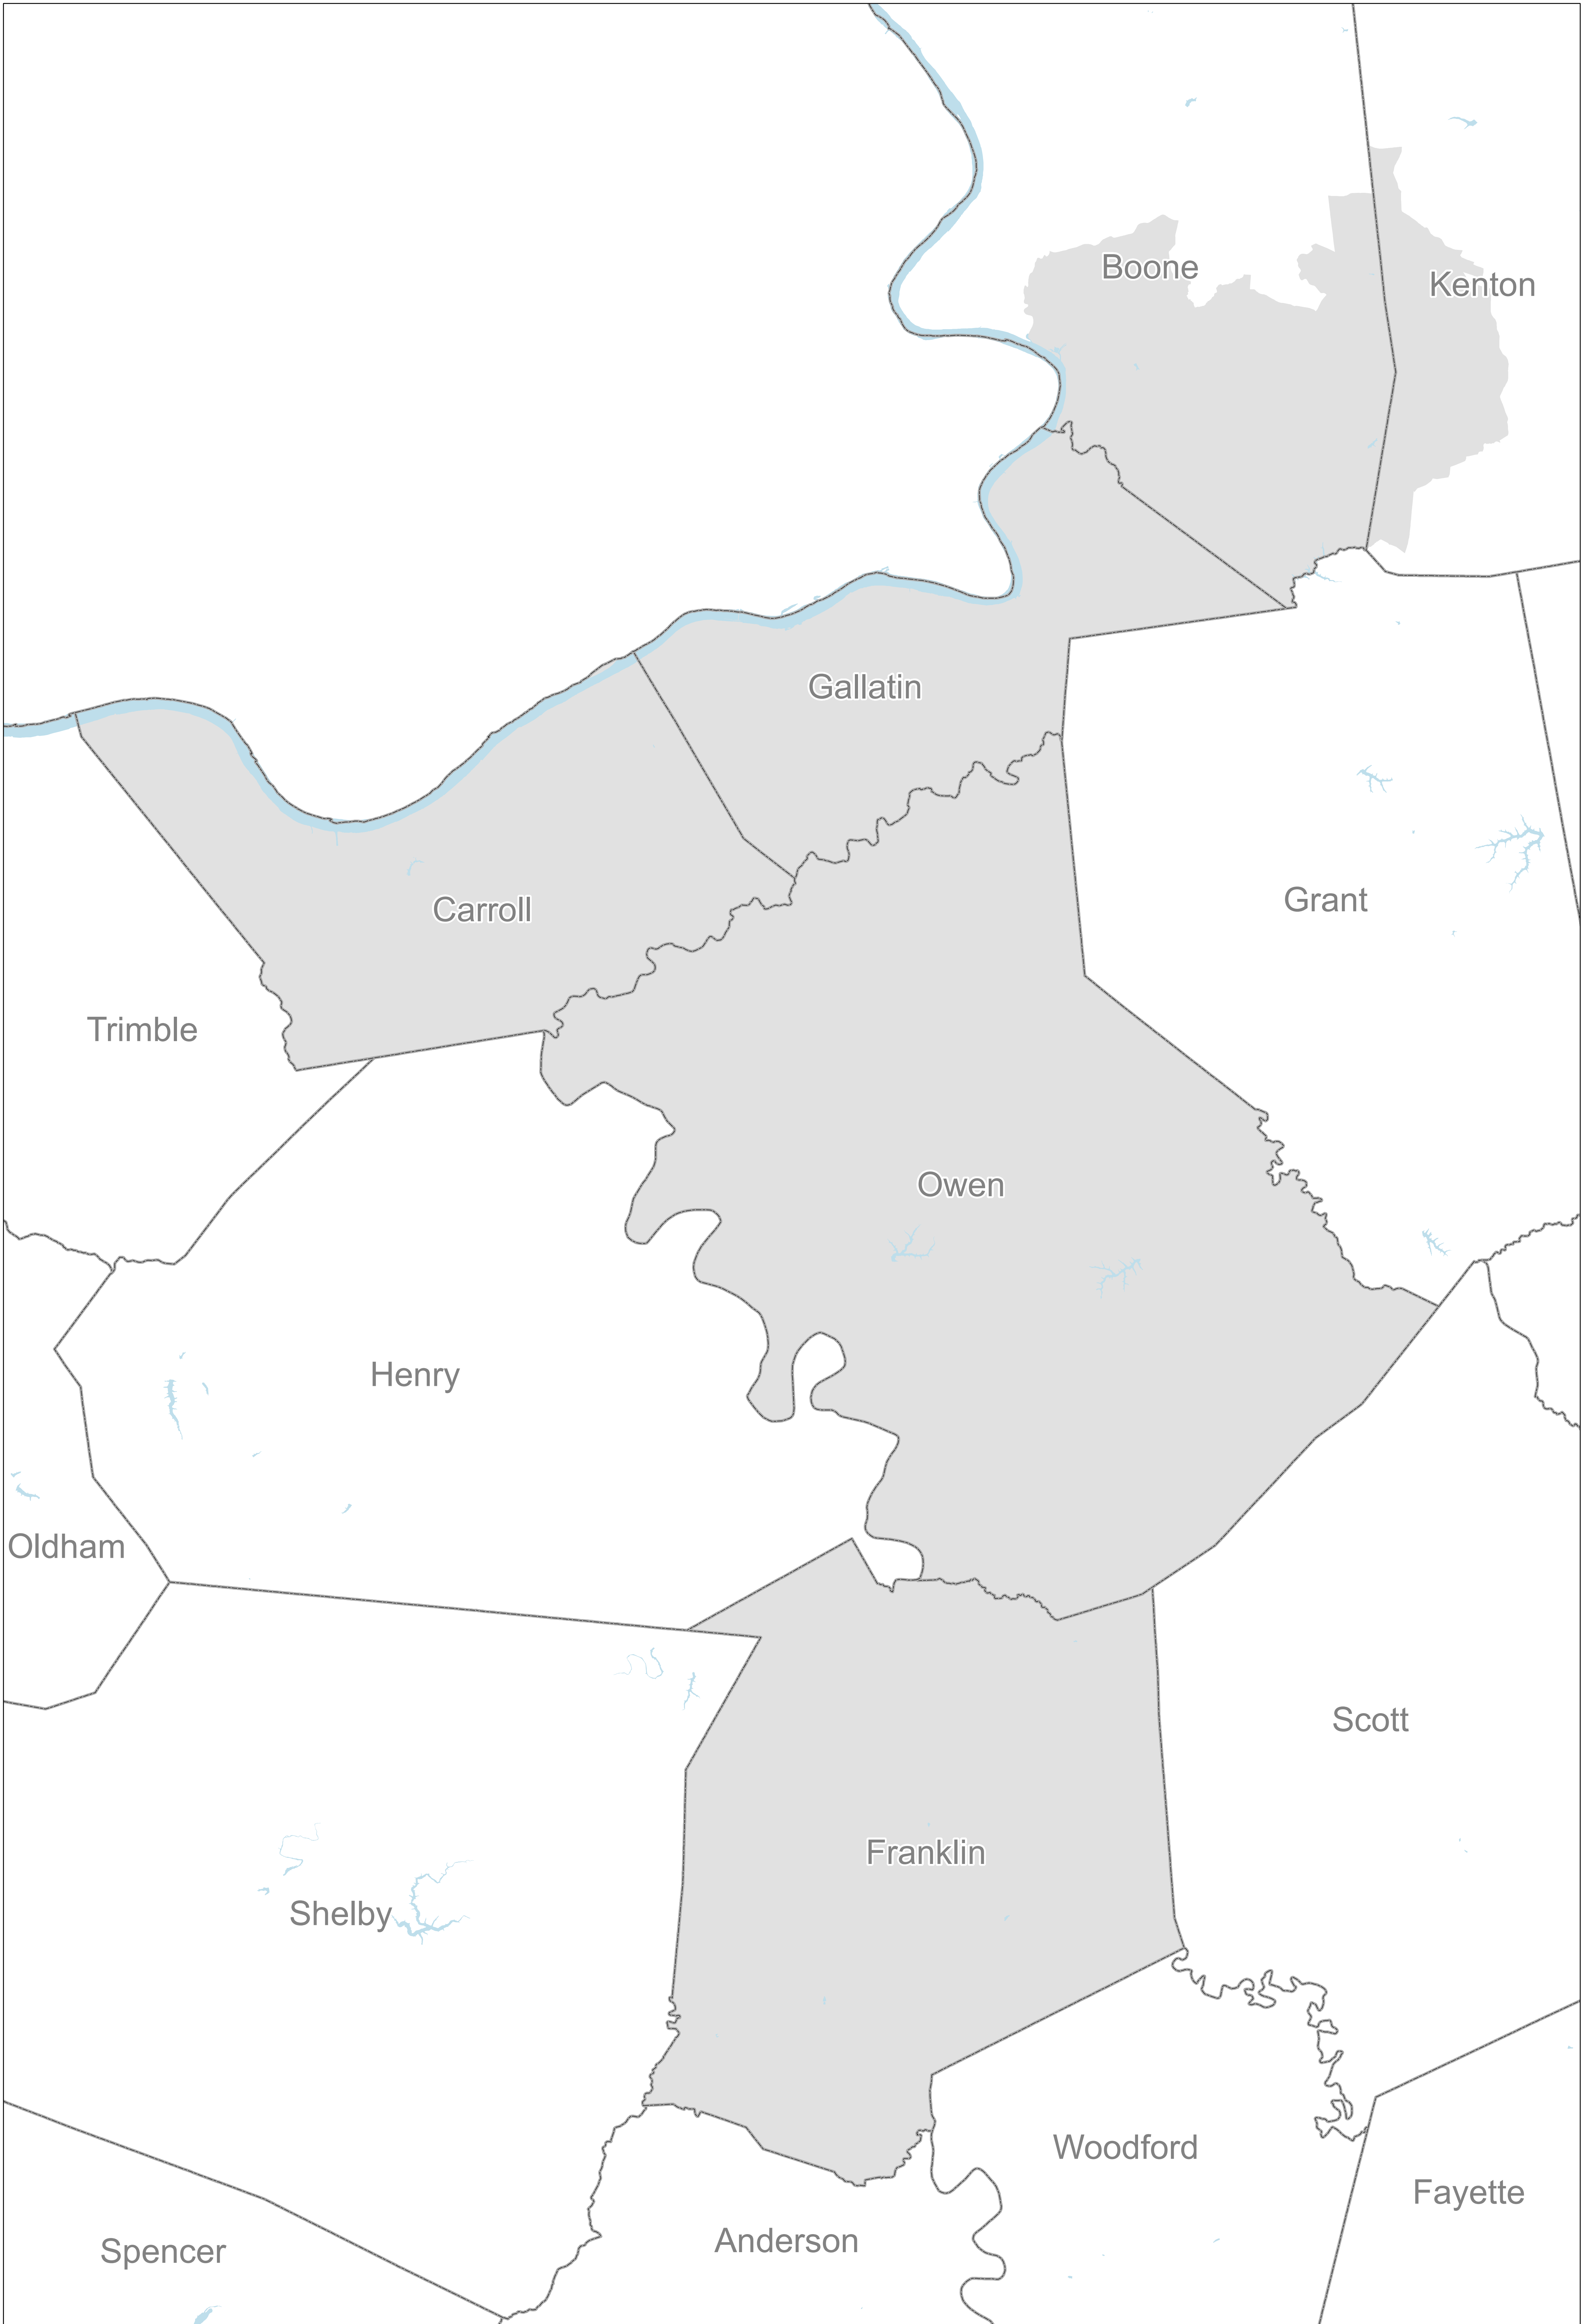 Boone
Kenton
Gallatin
Grant
Carroll
Trimble
Owen
Henry
Oldham
Scott
Franklin
Shelby
Woodford
Fayette
Anderson
Spencer